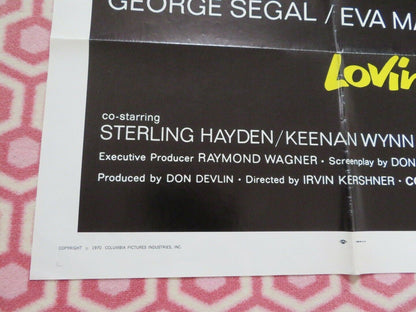 GEORGE SEGAL / EVA MA
LOVIN
co-starring
STERLING HAYDEN/KEENAN WYNN
Executive Producer RAYMOND WAGNER • Screenplay by DON
Produced by DON DEVLIN • Directed by IRVIN KERSHNER • CO
COPYRIGHT © 1970 COLUMBIA PICTURES INDUSTRIES, INC.